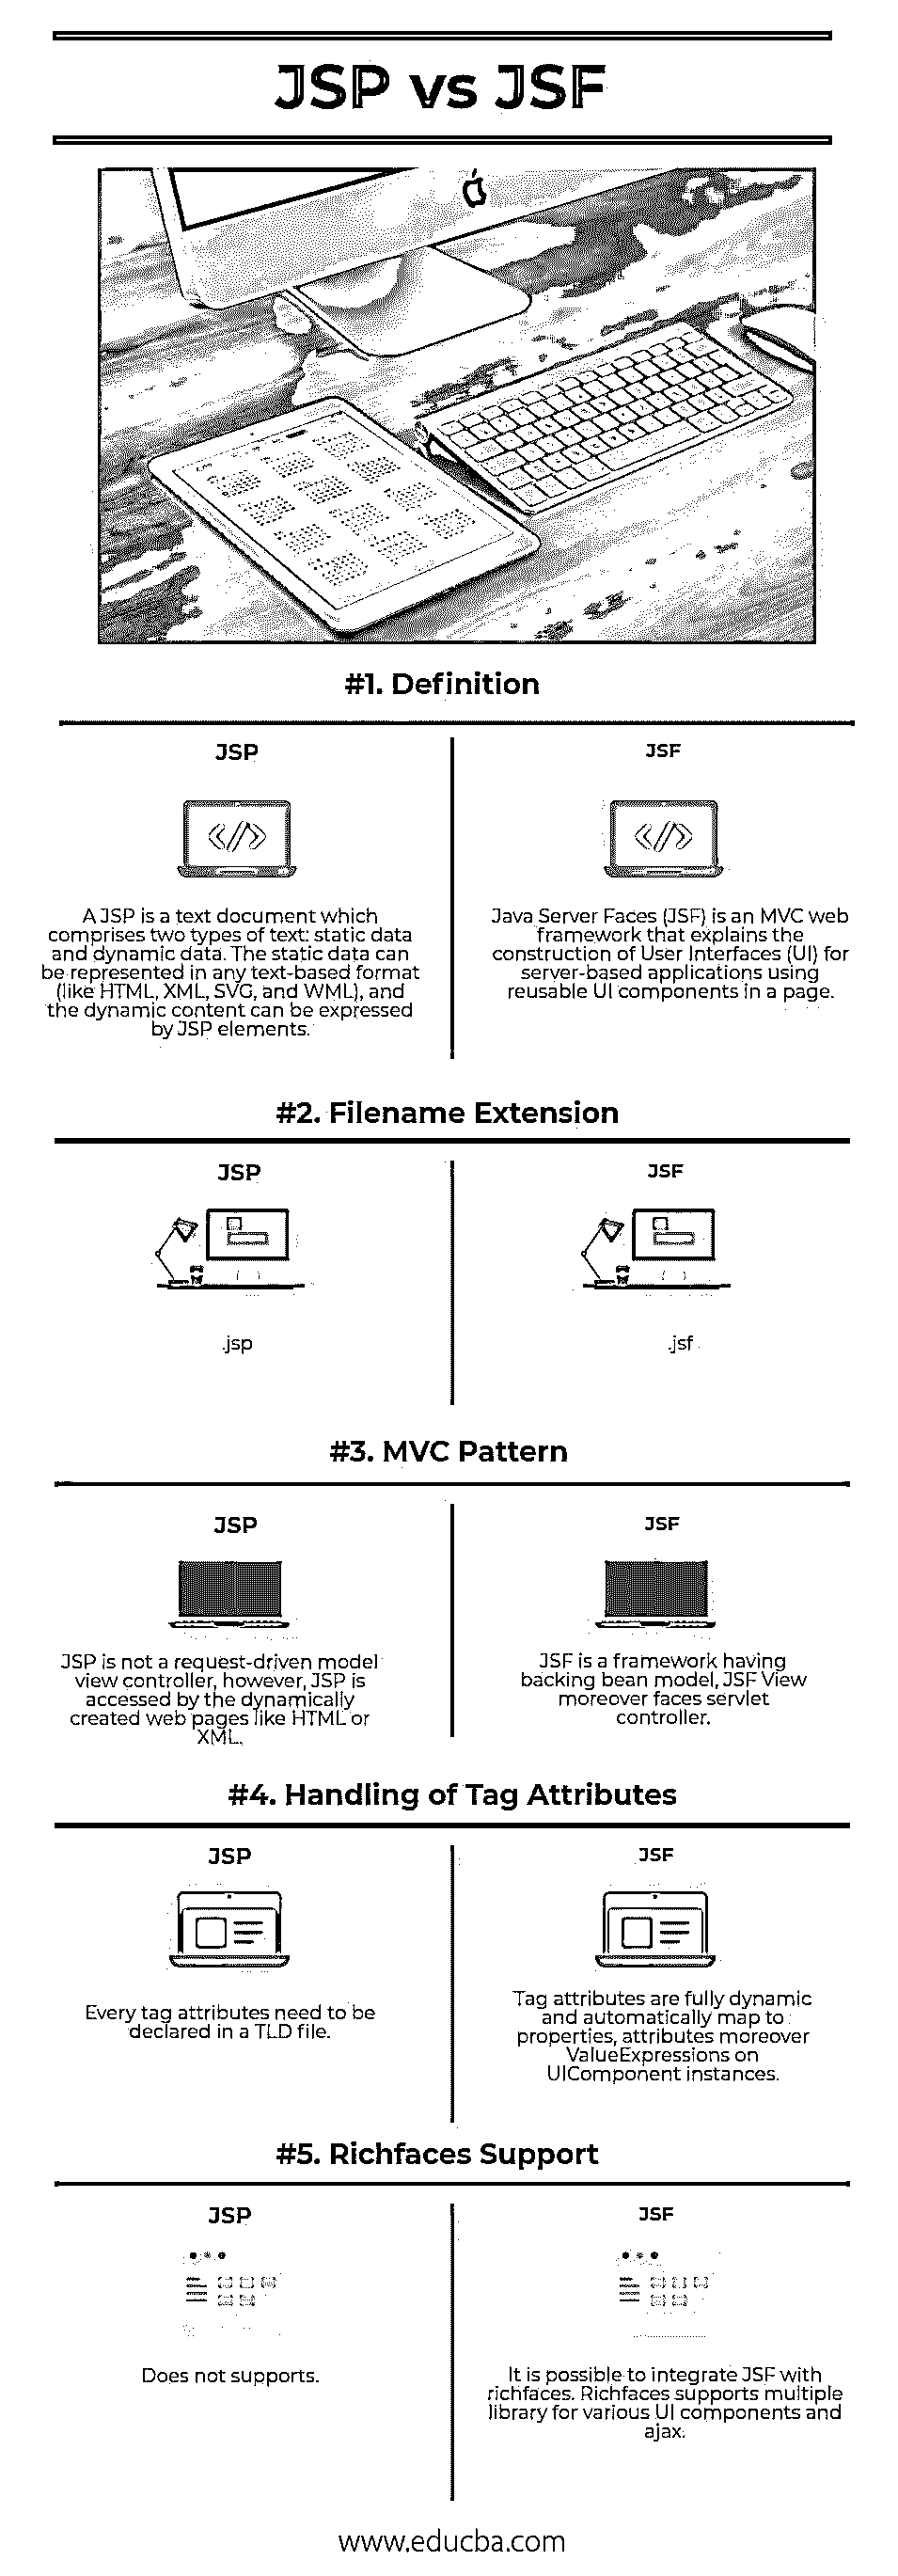 JSP vs JSF
#1. Definition
JSP
A JSP is a text document which
comprises two types of text: static data
and dynamic data. The static data can
be represented in any text-based format
(like HTML, XML, SVG, and WML), and
the dynamic content can be expressed
by JSP elements.
JSF
Java Server Faces (JSF) is an MVC web
framework that explains the
construction of User Interfaces (UI) for
server-based applications using
reusable UI components in a page.
#2. Filename Extension
JSP
.jsp
JSF
.jsf
#3. MVC Pattern
JSP
JSP is not a request-driven model
view controller, however, JSP is
accessed by the dynamically
created web pages like HTML or
XML.
JSF
JSF is a framework having
backing bean model, JSF View
moreover faces servlet
controller.
#4. Handling of Tag Attributes
JSP
Every tag attributes need to be
declared in a TLD file.
JSF
Tag attributes are fully dynamic
and automatically map to
properties, attributes moreover
ValueExpressions on
UIComponent instances.
#5. Richfaces Support
JSP
Does not supports.
JSF
It is possible to integrate JSF with
richfaces. Richfaces supports multiple
library for various UI components and
ajax.
www.educba.com